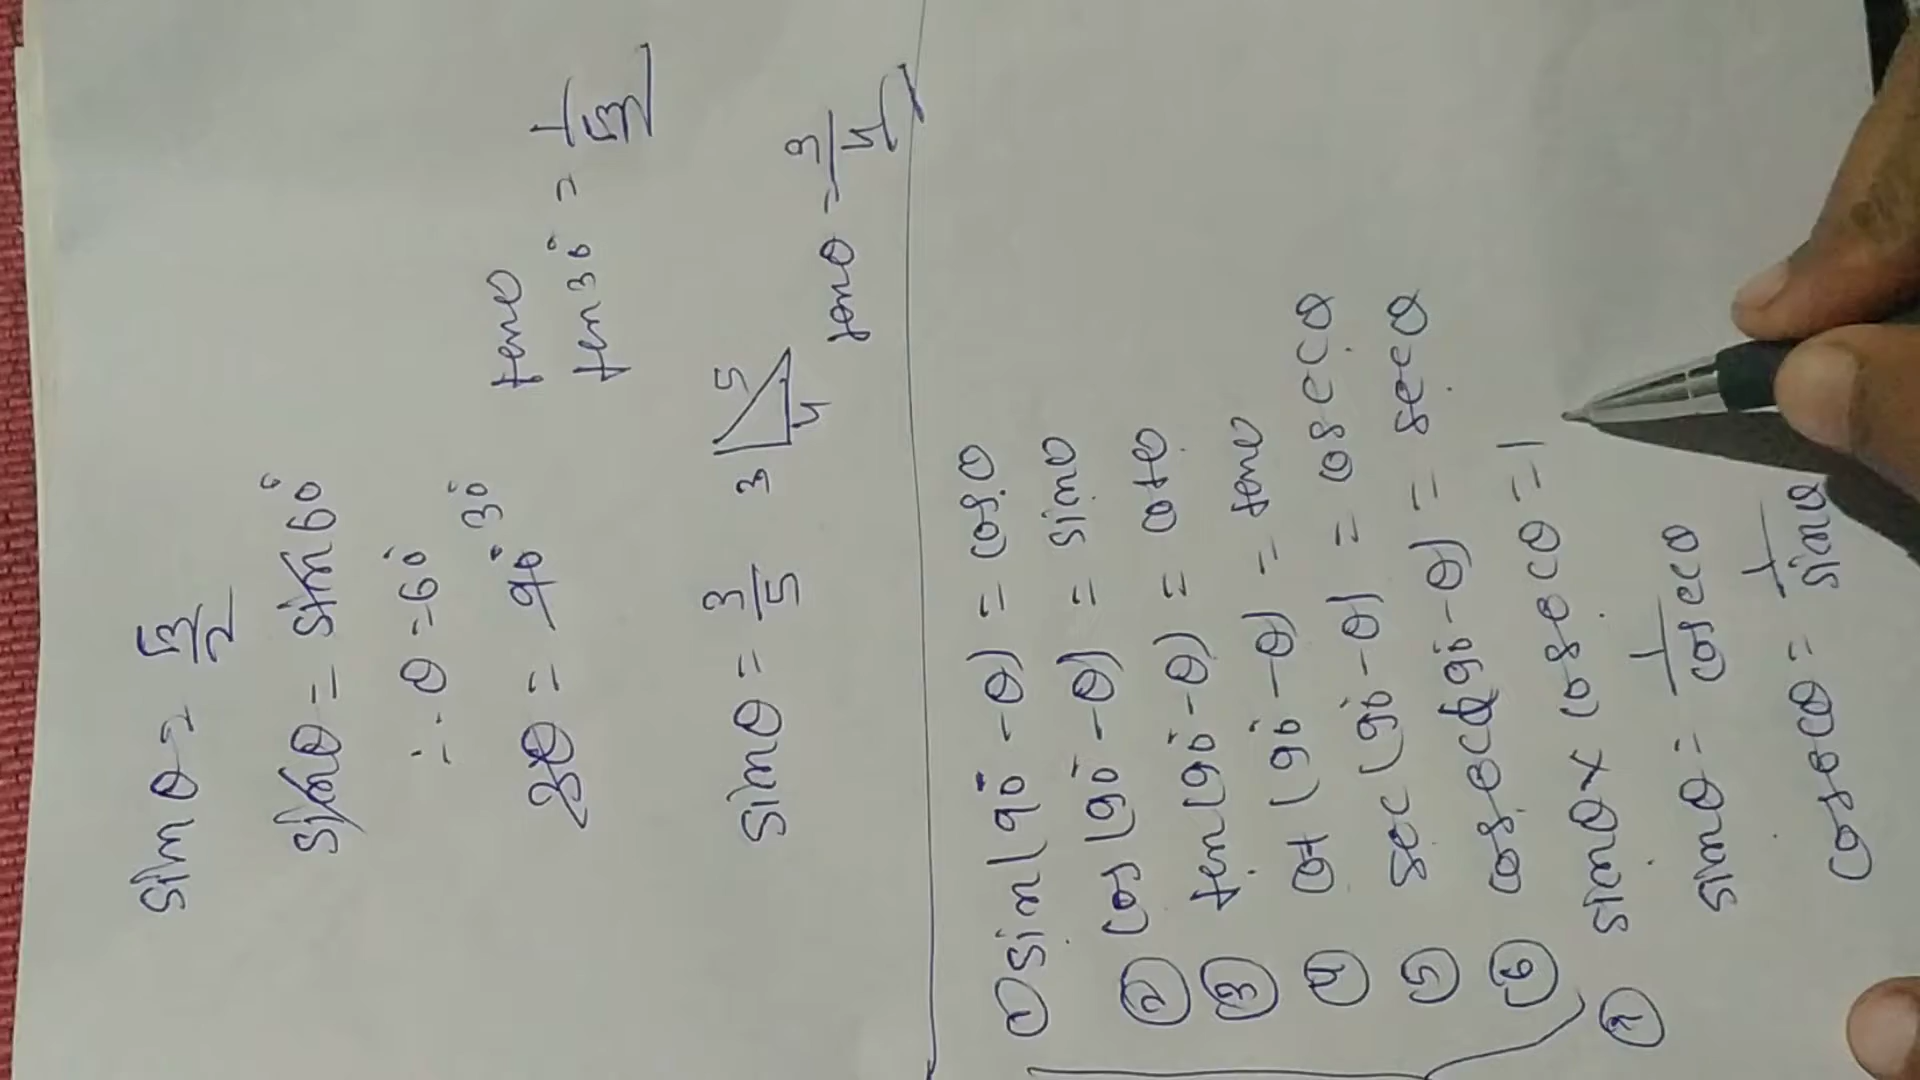 sinθ = √3/2
sinθ = sin60°
∴ θ = 60°
3θ = 90° 30°
tanθ
tan30° = 1/√3
sinθ = 3/5
3 5 4
tanθ = 3/4
① sin(90° - θ) = cosθ
② cos(90° - θ) = sinθ
③ tan(90° - θ) = cotθ
④ cot(90° - θ) = tanθ
⑤ sec(90° - θ) = cosecθ
⑥ cosec(90° - θ) = secθ
⑦ sinθ × cosecθ = 1
sinθ = 1/cosecθ
cosecθ = 1/sinθ